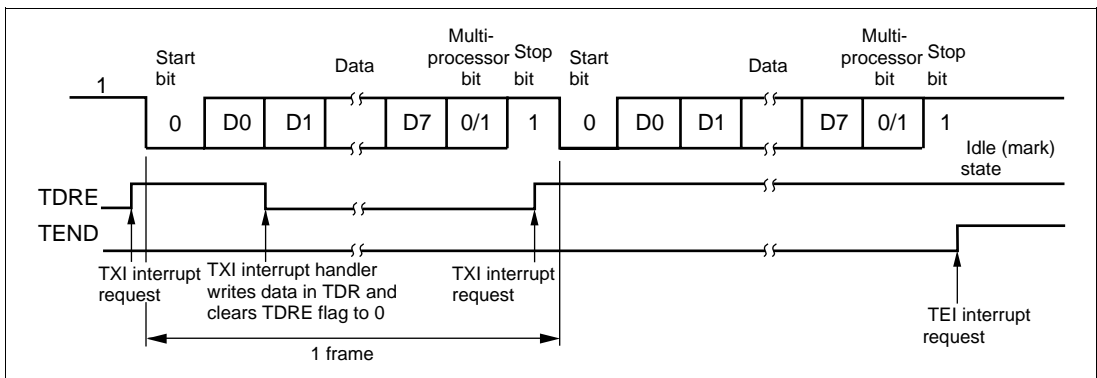 Start bit
Data
Multi-processor bit
Stop bit
Start bit
Data
Multi-processor bit
Stop bit
1
0
D0
D1
D7
0/1
1
0
D0
D1
D7
0/1
1
Idle (mark) state
TDRE
TEND
TXI interrupt request
TXI interrupt handler
writes data in TDR and
clears TDRE flag to 0
TXI interrupt request
TEI interrupt request
1 frame